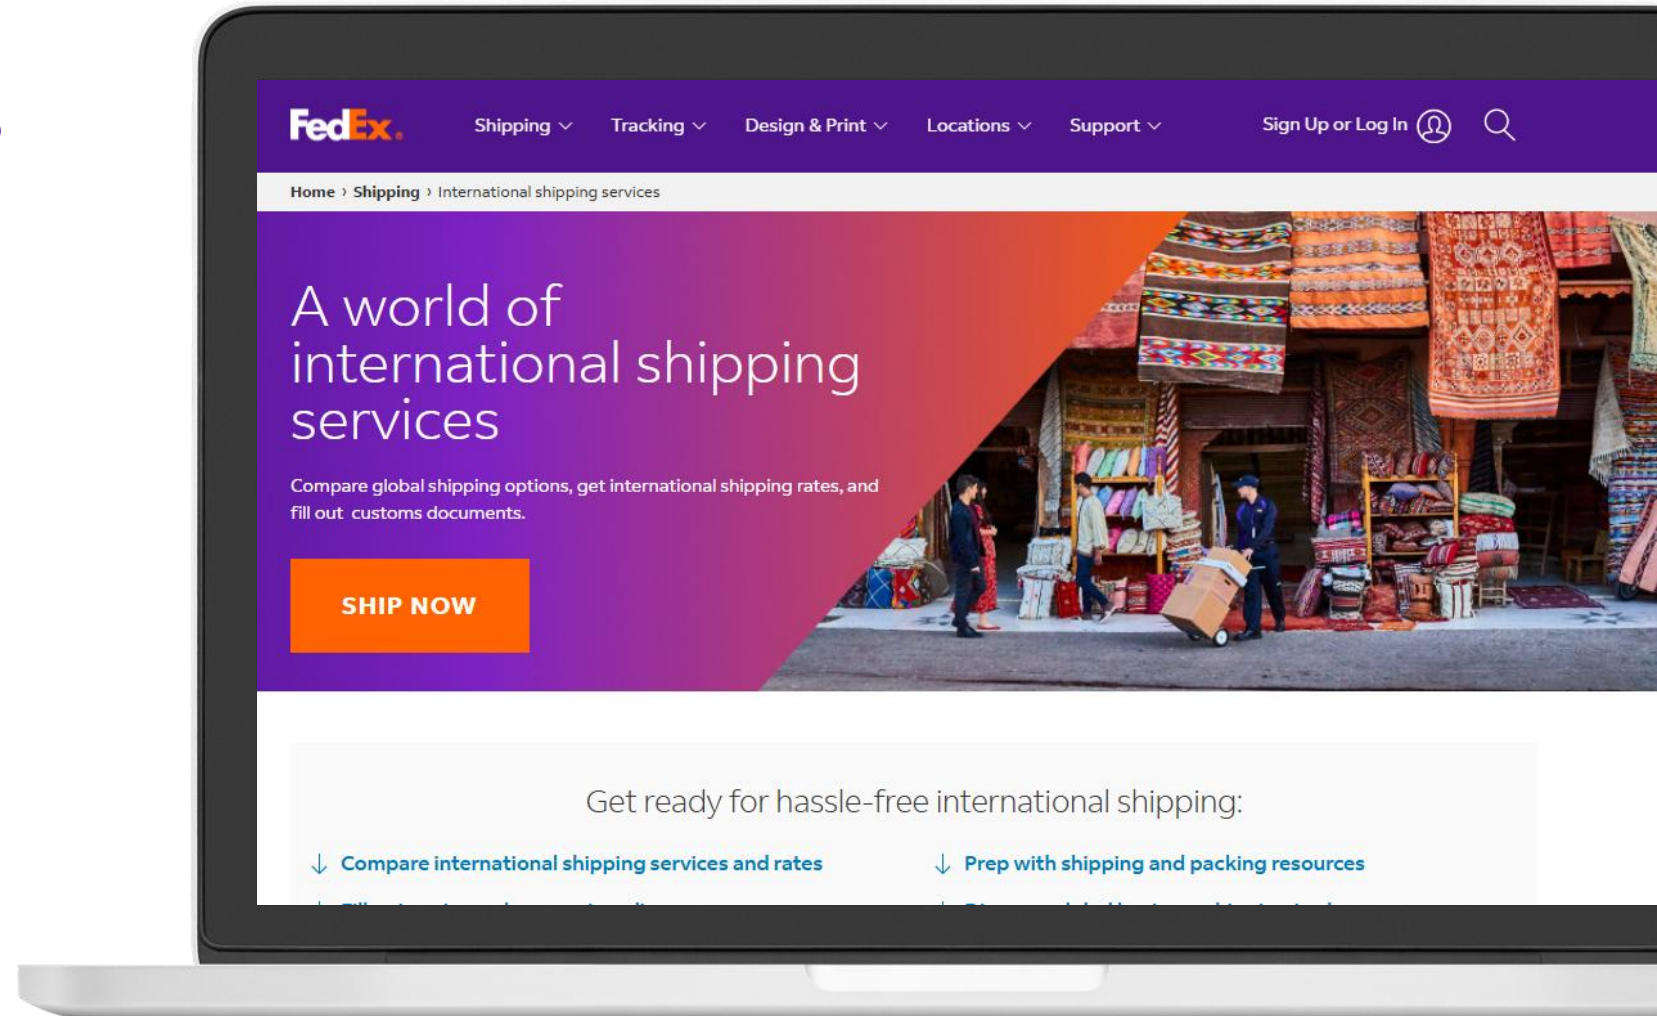 FedEx®
Shipping
Tracking
Design & Print
Locations
Support
Sign Up or Log In
Home › Shipping › International shipping services
A world of
international shipping
services
Compare global shipping options, get international shipping rates, and
fill out customs documents.
SHIP NOW
Get ready for hassle-free international shipping:
Compare international shipping services and rates
Prep with shipping and packing resources